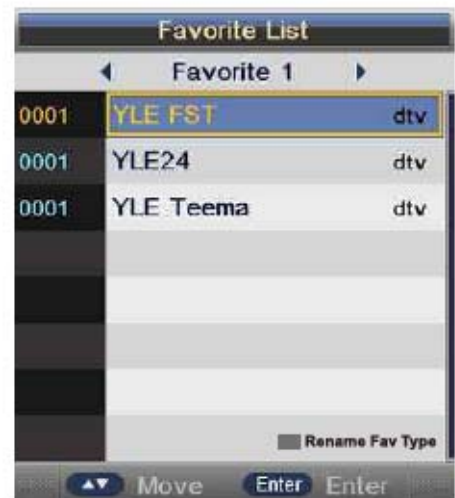 Favorite List
Favorite 1
0001 YLE FST dtv
0001 YLE24 dtv
0001 YLE Teema dtv
Rename Fav Type
Move Enter Enter